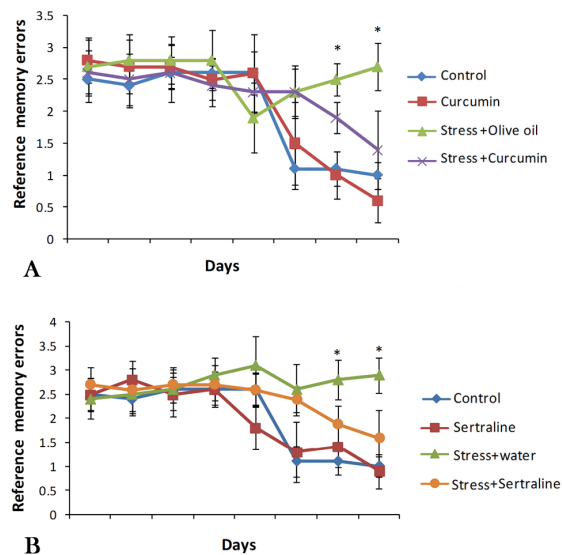 Reference memory errors
3.5
3
2.5
2
1.5
1
0.5
0
* *
Control
Curcumin
Stress+Olive oil
Stress+Curcumin
Days
A
Reference memory errors
4
3.5
3
2.5
2
1.5
1
0.5
0
* *
Control
Sertraline
Stress+water
Stress+Sertraline
Days
B